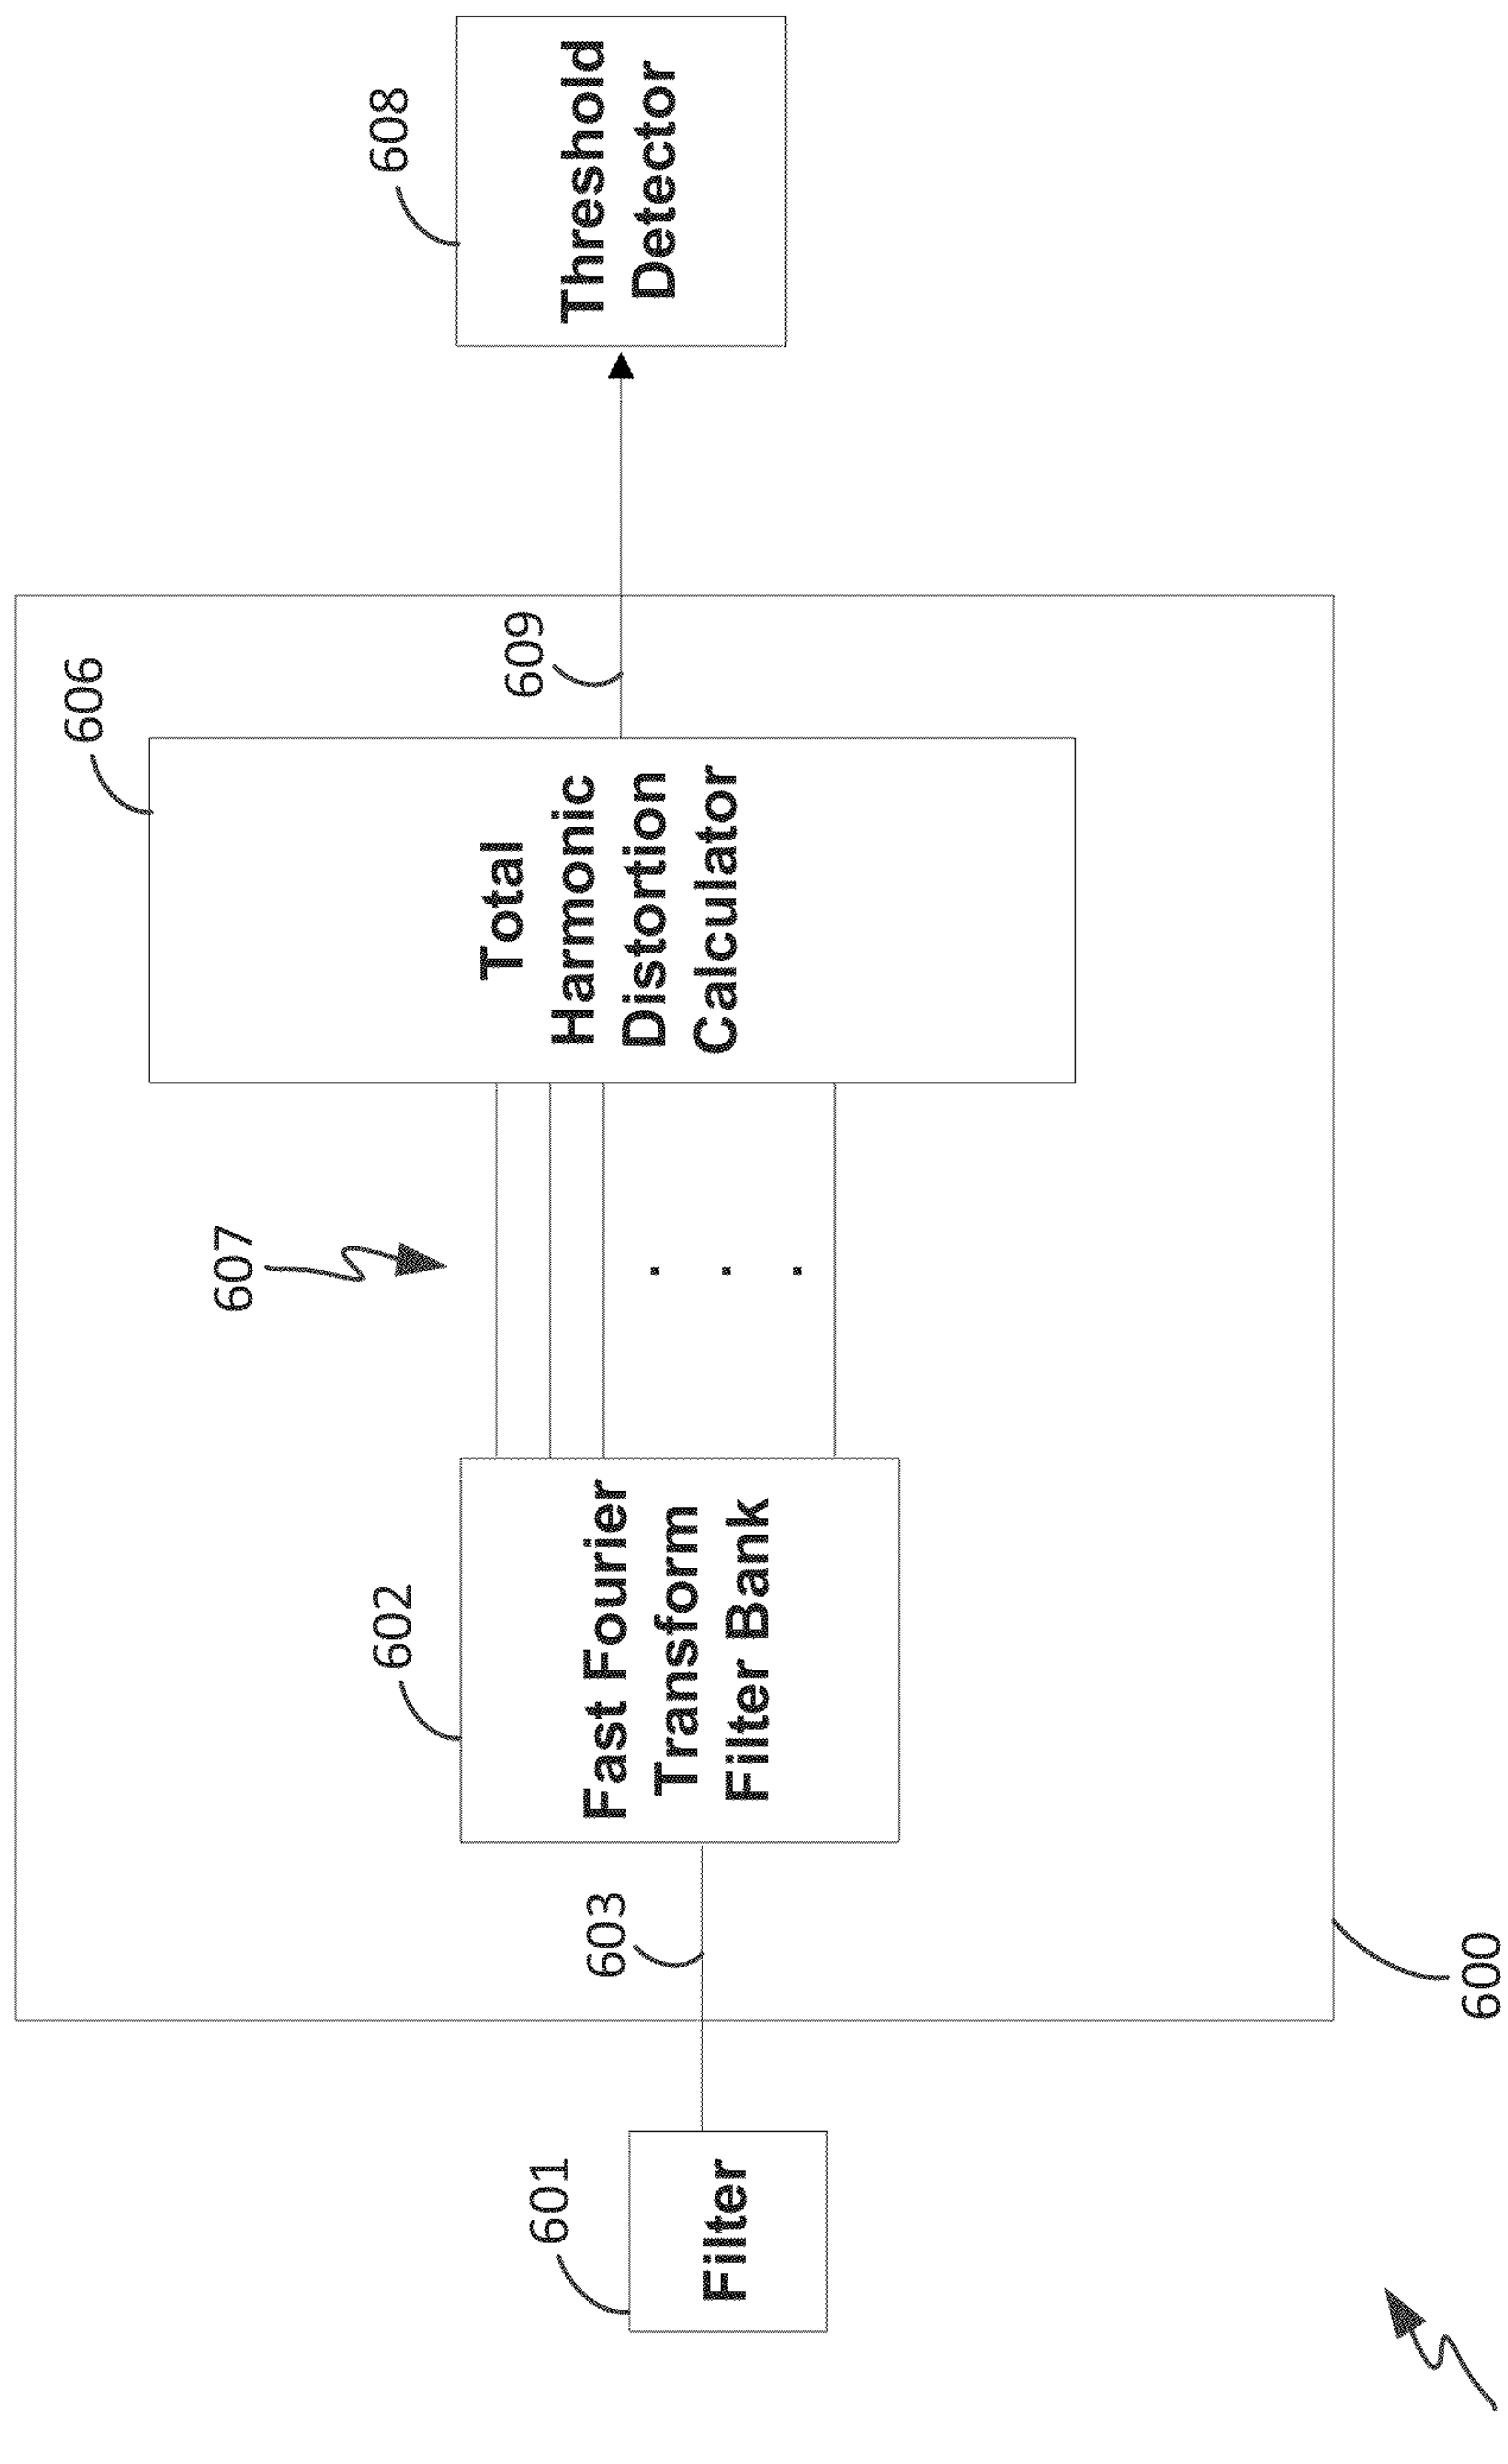 601
Filter
603
602
Fast Fourier
Transform
Filter Bank
607
.
.
.
606
Total
Harmonic
Distortion
Calculator
609
608
Threshold
Detector
600